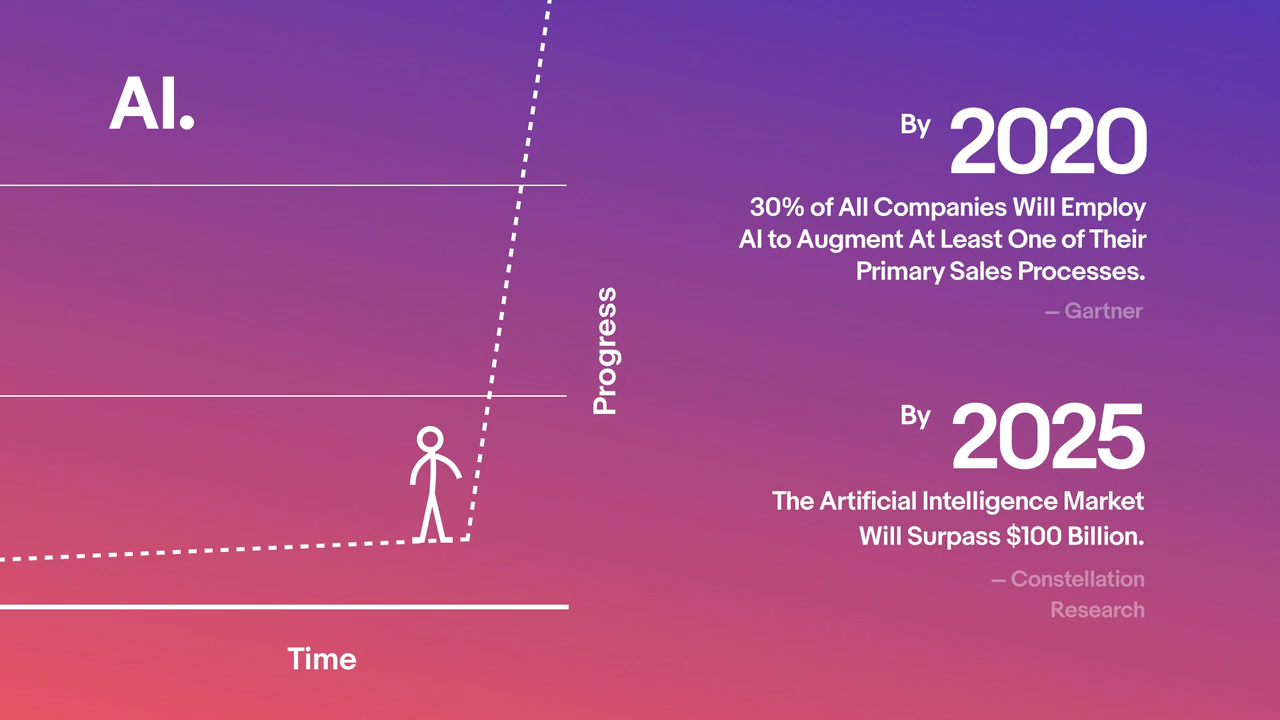 AI.
Progress
Time
By 2020
30% of All Companies Will Employ
AI to Augment At Least One of Their
Primary Sales Processes.
— Gartner
By 2025
The Artificial Intelligence Market
Will Surpass $100 Billion.
— Constellation
Research